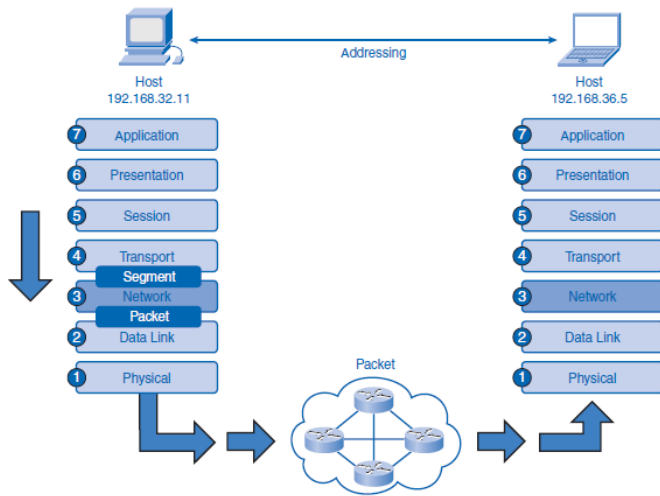 Addressing
Host
192.168.32.11
Host
192.168.36.5
7 Application
6 Presentation
5 Session
4 Transport
Segment
3 Network
Packet
2 Data Link
1 Physical
Packet
7 Application
6 Presentation
5 Session
4 Transport
3 Network
2 Data Link
1 Physical